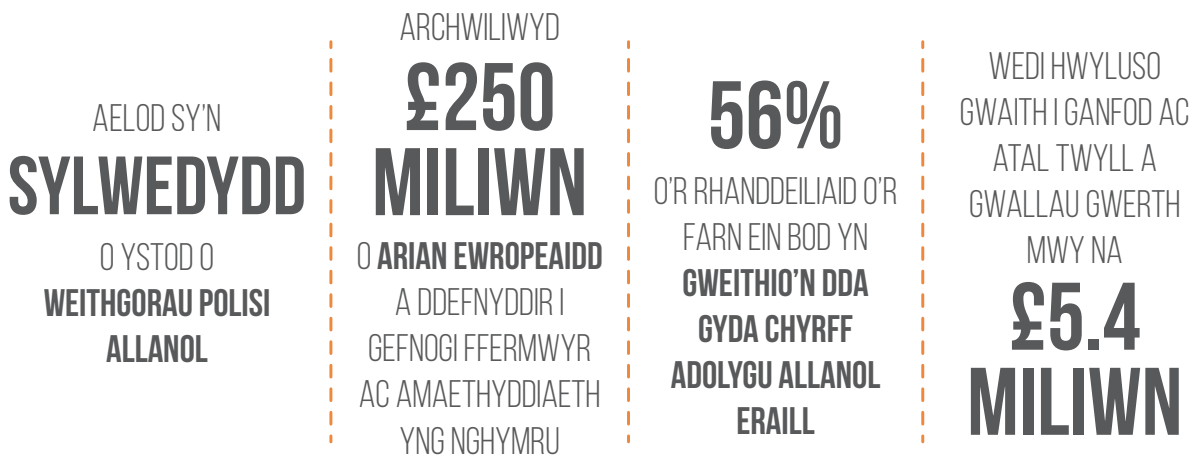 AELOD SY'N
SYLWEDYDD
O YSTOD O
WEITHGORAU POLISI
ALLANOL
ARCHWILIWYD
£250
MILIWN
O ARIAN EWROPEAIDD
A DDEFNYDDIR I
GEFNOGI FFERMWYR
AC AMAETHYDDIAETH
YNG NGHYMRU
56%
O'R RHANDDEILIAID O'R
FARN EIN BOD YN
GWEITHIO'N DDA
GYDA CHYRFF
ADOLYGU ALLANOL
ERAILL
WEDI HWYLUSO
GWAITH I GANFOD AC
ATAL TWYLL A
GWALLAU GWERTH
MWY NA
£5.4
MILIWN